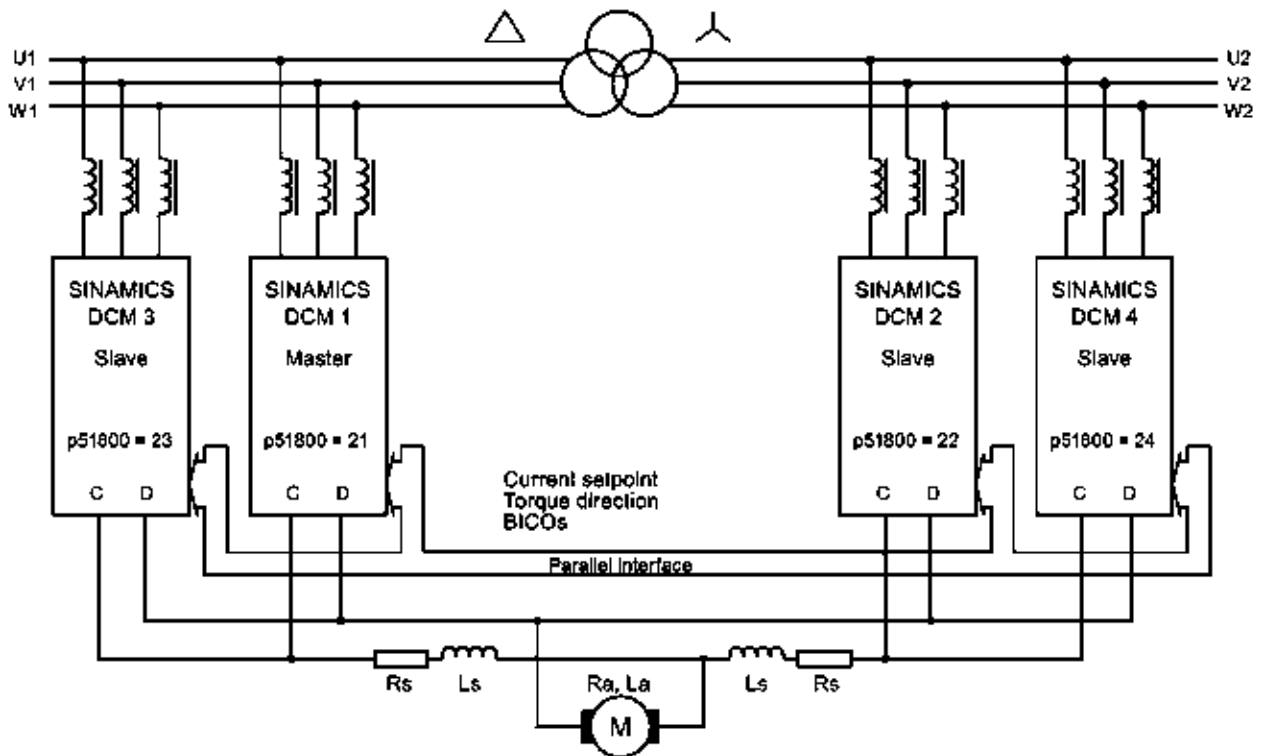 U1
V1
W1
U2
V2
W2
SINAMICS
DCM 3
Slave
p51800 = 23
C D
SINAMICS
DCM 1
Master
p51800 = 21
C D
SINAMICS
DCM 2
Slave
p51800 = 22
C D
SINAMICS
DCM 4
Slave
p51800 = 24
C D
Current setpoint
Torque direction
BICOs
Parallel Interface
Rs Ls Ra, La Ls Rs
M